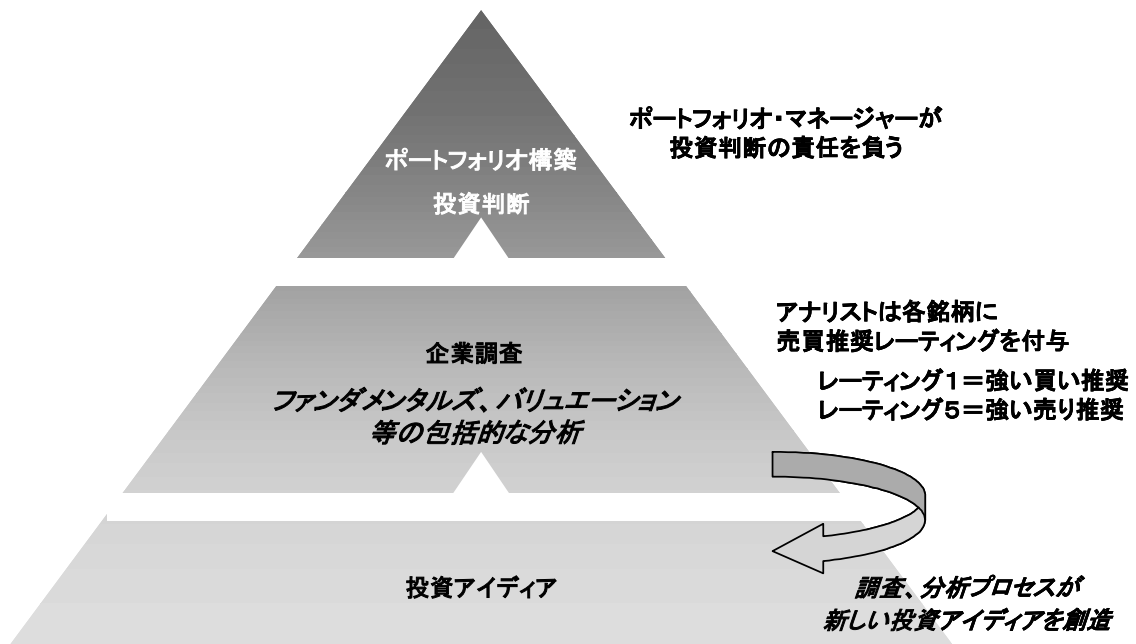 ポートフォリオ・マネージャーが
投資判断の責任を負う
ポートフォリオ構築
投資判断
アナリストは各銘柄に
売買推奨レーティングを付与
レーティング1＝強い買い推奨
レーティング5＝強い売り推奨
企業調査
ファンダメンタルズ、バリュエーション
等の包括的な分析
投資アイディア
調査、分析プロセスが
新しい投資アイディアを創造